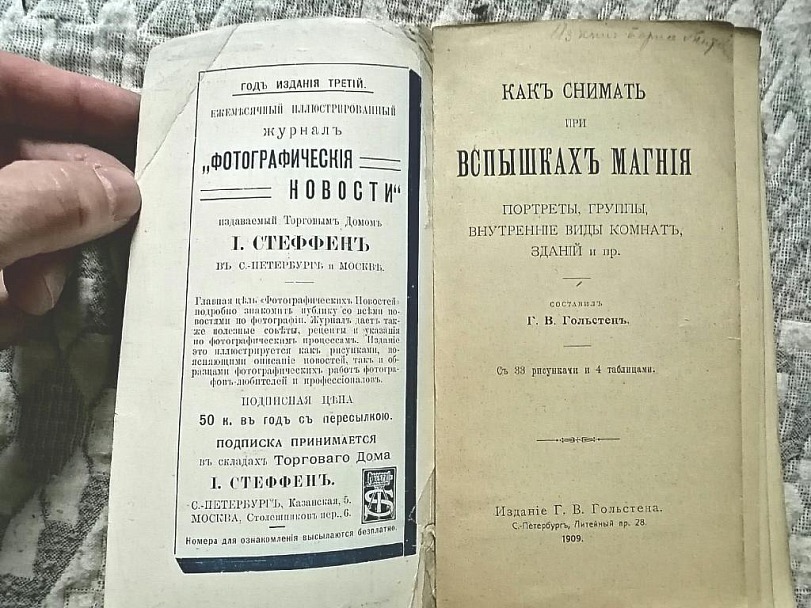 ГОДЪ ИЗДАНІЯ ТРЕТІЙ.
ЕЖЕМѢСЯЧНЫЙ ИЛЛЮСТРИРОВАННЫЙ
журналъ
„ФОТОГРАФИЧЕСКІЯ
НОВОСТИ“
издаваемый Торговымъ Домомъ
І. СТЕФФЕНЪ
ВЪ С.-ПЕТЕРБУРГѢ и МОСКВѢ.
Главная цѣль «Фотографическихъ Новостей»
подробно знакомить публику со всѣми но-
востями по фотографіи. Журналъ даетъ так-
же полезные совѣты, рецепты и указанія
по фотографическимъ процессамъ. Изданіе
это иллюстрируется какъ рисунками, по-
ясняющими описаніе новостей, такъ и об-
разцами фотографическихъ работъ фотогра-
фовъ-любителей и профессіоналовъ.
ПОДПИСНАЯ ЦѢНА
50 к. въ годъ съ пересылкою.
ПОДПИСКА ПРИНИМАЕТСЯ
въ складахъ Торговаго Дома
І. СТЕФФЕНЪ.
С.-ПЕТЕРБУРГЪ, Казанская, 5.
МОСКВА, Столешниковъ пер., 6.
Номера для ознакомленія высылаются безплатно.
КАКЪ СНИМАТЬ
ПРИ
ВСПЫШКАХЪ МАГНІЯ
ПОРТРЕТЫ, ГРУППЫ,
ВНУТРЕННІЕ ВИДЫ КОМНАТЪ,
ЗДАНІЙ и пр.
СОСТАВИЛЪ
Г. В. Гольстенъ.
Съ 33 рисунками и 4 таблицами.
Изданіе Г. В. Гольстена.
С.-Петербургъ, Литейный пр. 28.
1909.